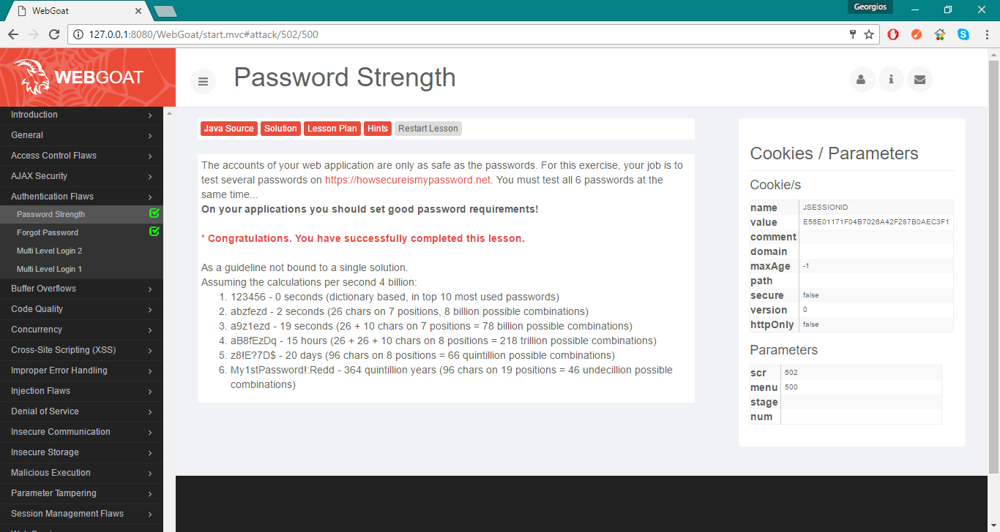 WebGoat
Georgios
127.0.0.1:8080/WebGoat/start.mvc#attack/502/500
WEBGOAT
Password Strength
Introduction
General
Access Control Flaws
AJAX Security
Authentication Flaws
Password Strength
Forgot Password
Multi Level Login 2
Multi Level Login 1
Buffer Overflows
Code Quality
Concurrency
Cross-Site Scripting (XSS)
Improper Error Handling
Injection Flaws
Denial of Service
Insecure Communication
Insecure Storage
Malicious Execution
Parameter Tampering
Session Management Flaws
Java Source Solution Lesson Plan Hints Restart Lesson
The accounts of your web application are only as safe as the passwords. For this exercise, your job is to
test several passwords on https://howsecureismypassword.net. You must test all 6 passwords at the
same time...
On your applications you should set good password requirements!
* Congratulations. You have successfully completed this lesson.
As a guideline not bound to a single solution.
Assuming the calculations per second 4 billion:
1. 123456 - 0 seconds (dictionary based, in top 10 most used passwords)
2. abzfezd - 2 seconds (26 chars on 7 positions, 8 billion possible combinations)
3. a9z1ezd - 19 seconds (26 + 10 chars on 7 positions = 78 billion possible combinations)
4. aB8fEzDq - 15 hours (26 + 26 + 10 chars on 8 positions = 218 trillion possible combinations)
5. z8!E?7D$ - 20 days (96 chars on 8 positions = 66 quintillion possible combinations)
6. My1stPassword!:Redd - 364 quintillion years (96 chars on 19 positions = 46 undecillion possible
combinations)
Cookies / Parameters
Cookie/s
name JSESSIONID
value E56E01171F04B7026A42F287B0AEC3F1
comment
domain
maxAge -1
path
secure false
version 0
httpOnly false
Parameters
scr 502
menu 500
stage
num